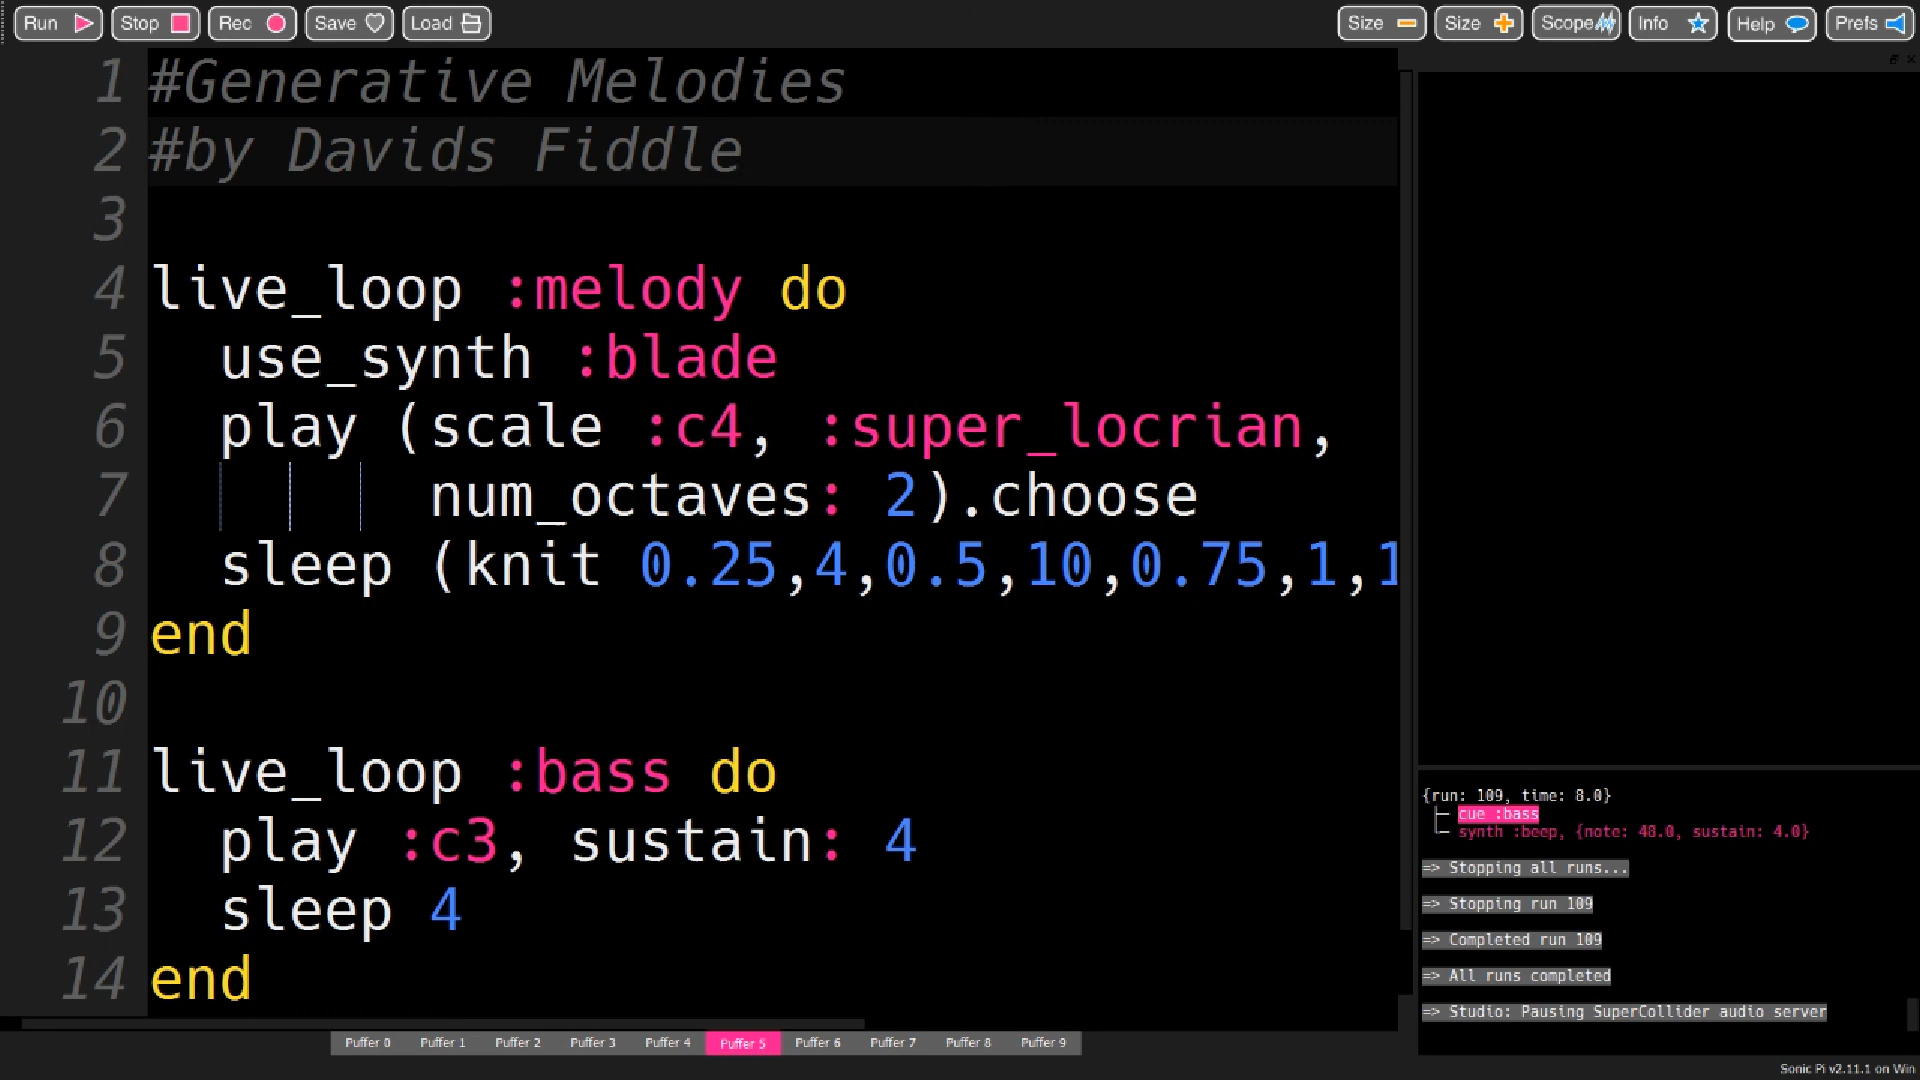 Run Stop Rec Save Load Size Size Scope Info Help Prefs
1 #Generative Melodies
2 #by Davids Fiddle
3
4 live_loop :melody do
5 use_synth :blade
6 play (scale :c4, :super_locrian,
7 num_octaves: 2).choose
8 sleep (knit 0.25,4,0.5,10,0.75,1,1
9 end
10
11 live_loop :bass do
12 play :c3, sustain: 4
13 sleep 4
14 end
{run: 109, time: 8.0}
cue :bass
synth :beep, {note: 48.0, sustain: 4.0}
=> Stopping all runs...
=> Stopping run 109
=> Completed run 109
=> All runs completed
=> Studio: Pausing SuperCollider audio server
Puffer 0 Puffer 1 Puffer 2 Puffer 3 Puffer 4 Puffer 5 Puffer 6 Puffer 7 Puffer 8 Puffer 9
Sonic Pi v2.11.1 on Win